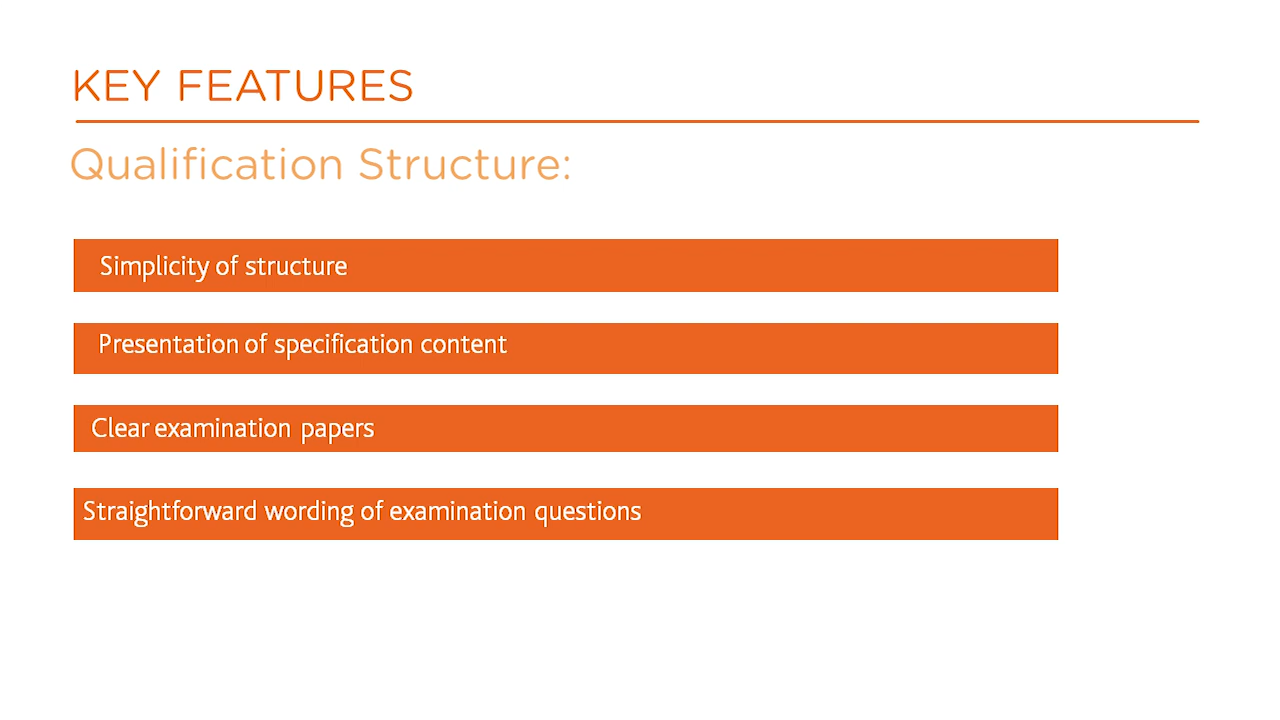 KEY FEATURES
Qualification Structure:
Simplicity of structure
Presentation of specification content
Clear examination papers
Straightforward wording of examination questions